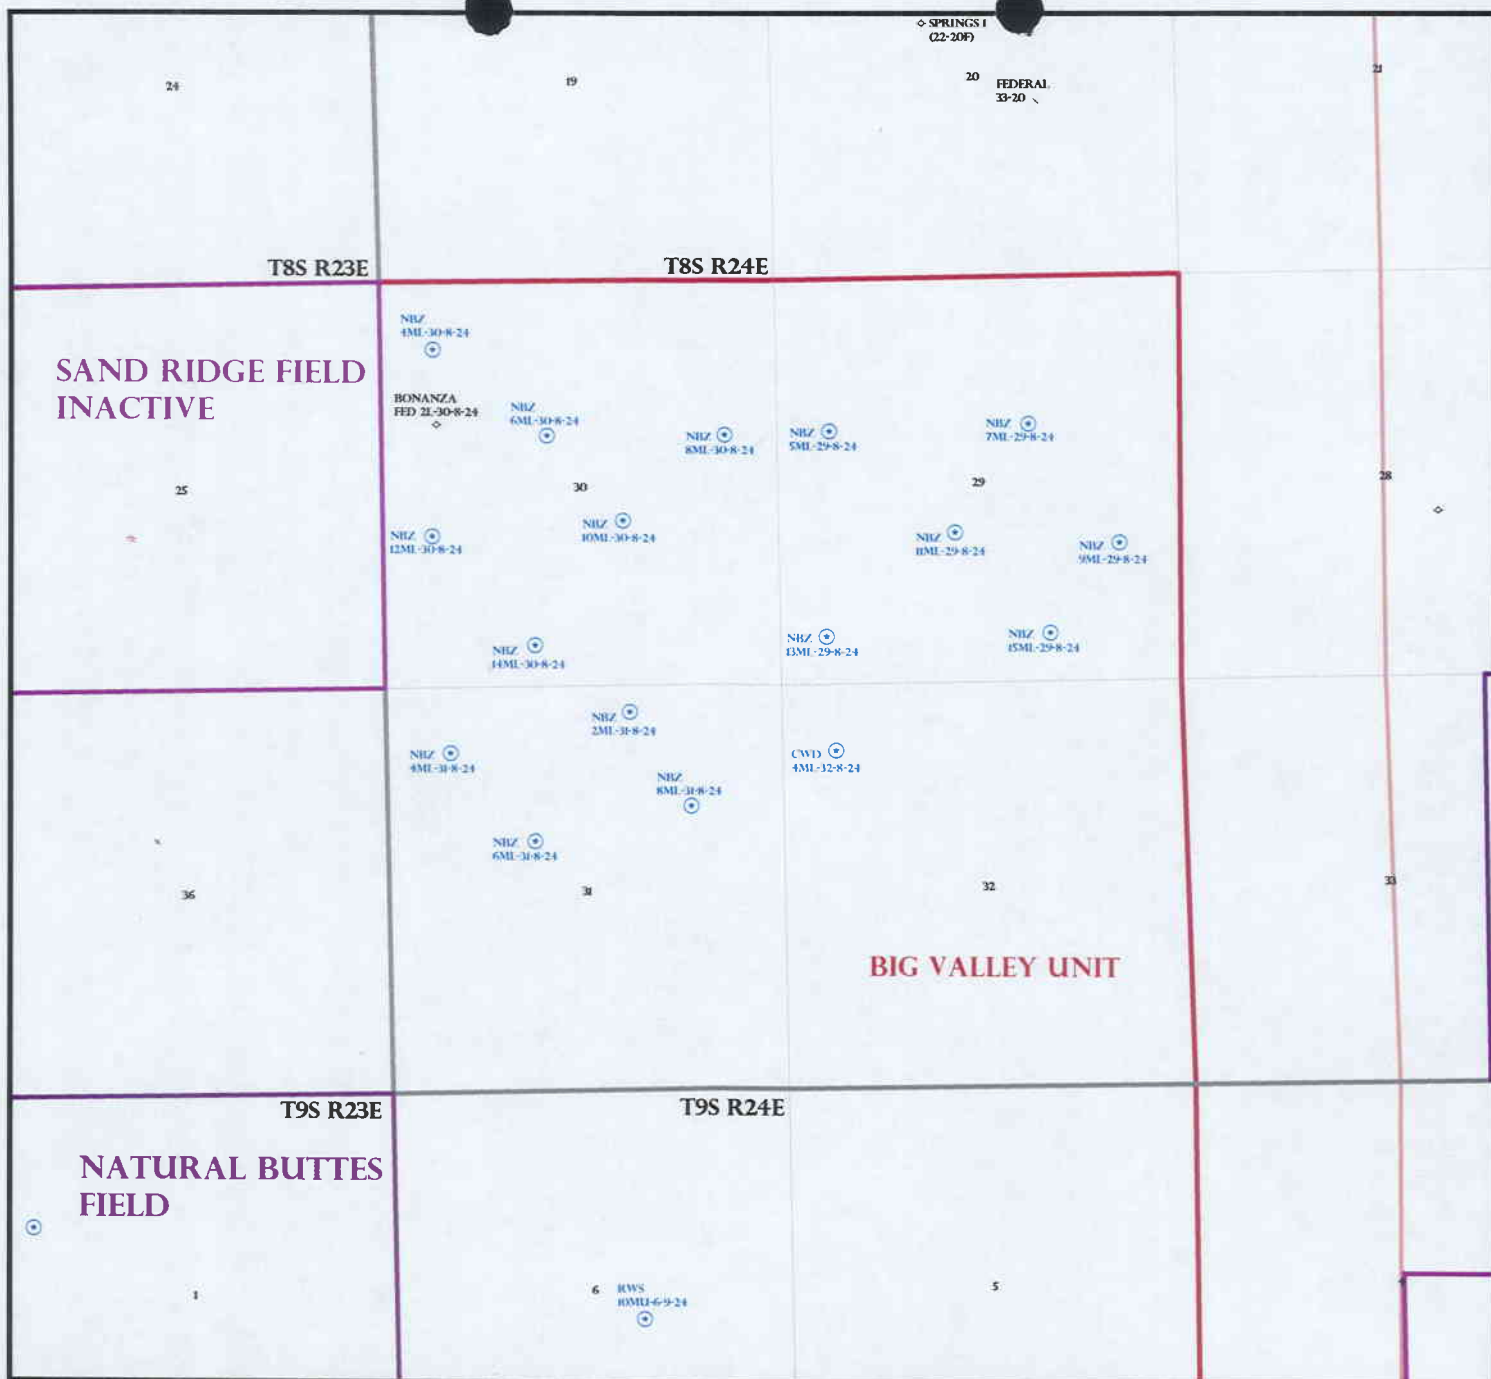 SPRINGS 1
(22-20F)
24
19
20
FEDERAL
33-20
21
T8S R23E
T8S R24E
SAND RIDGE FIELD
INACTIVE
NBZ
4ML-30-8-24
BONANZA
FED 2L-30-8-24
NBZ
6ML-30-8-24
NBZ
8ML-30-8-24
NBZ
5ML-29-8-24
NBZ
7ML-29-8-24
25
30
29
28
NBZ
12ML-30-8-24
NBZ
10ML-30-8-24
NBZ
11ML-29-8-24
NBZ
9ML-29-8-24
NBZ
14ML-30-8-24
NBZ
13ML-29-8-24
NBZ
15ML-29-8-24
NBZ
2ML-31-8-24
NBZ
4ML-31-8-24
CWD
4ML-32-8-24
NBZ
8ML-31-8-24
NBZ
6ML-31-8-24
36
31
32
33
BIG VALLEY UNIT
T9S R23E
T9S R24E
NATURAL BUTTES
FIELD
1
6
RWS
10MU-6-9-24
5